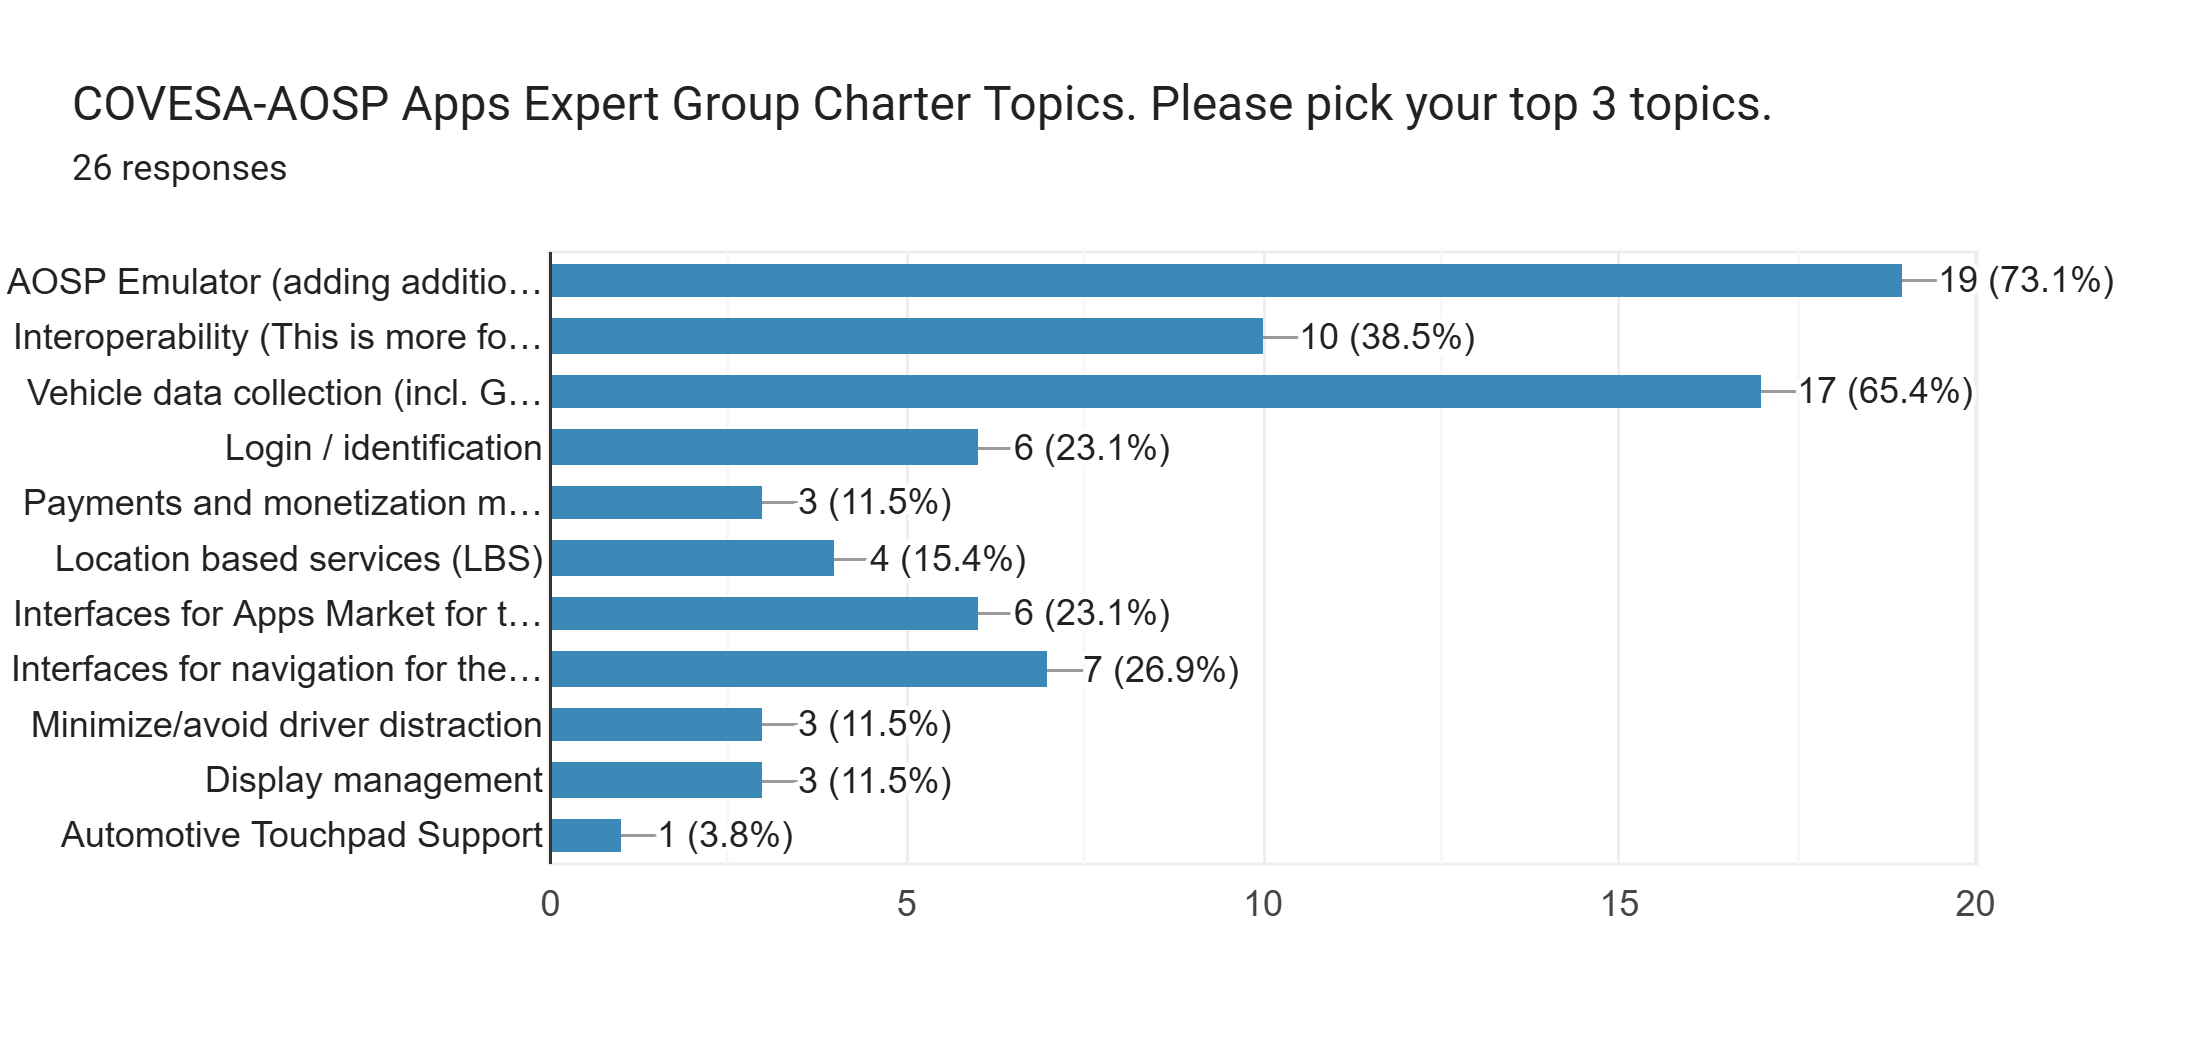 COVESA-AOSP Apps Expert Group Charter Topics. Please pick your top 3 topics.
26 responses
AOSP Emulator (adding additio… 19 (73.1%)
Interoperability (This is more fo… 10 (38.5%)
Vehicle data collection (incl. G… 17 (65.4%)
Login / identification 6 (23.1%)
Payments and monetization m… 3 (11.5%)
Location based services (LBS) 4 (15.4%)
Interfaces for Apps Market for t… 6 (23.1%)
Interfaces for navigation for the… 7 (26.9%)
Minimize/avoid driver distraction 3 (11.5%)
Display management 3 (11.5%)
Automotive Touchpad Support 1 (3.8%)
0 5 10 15 20